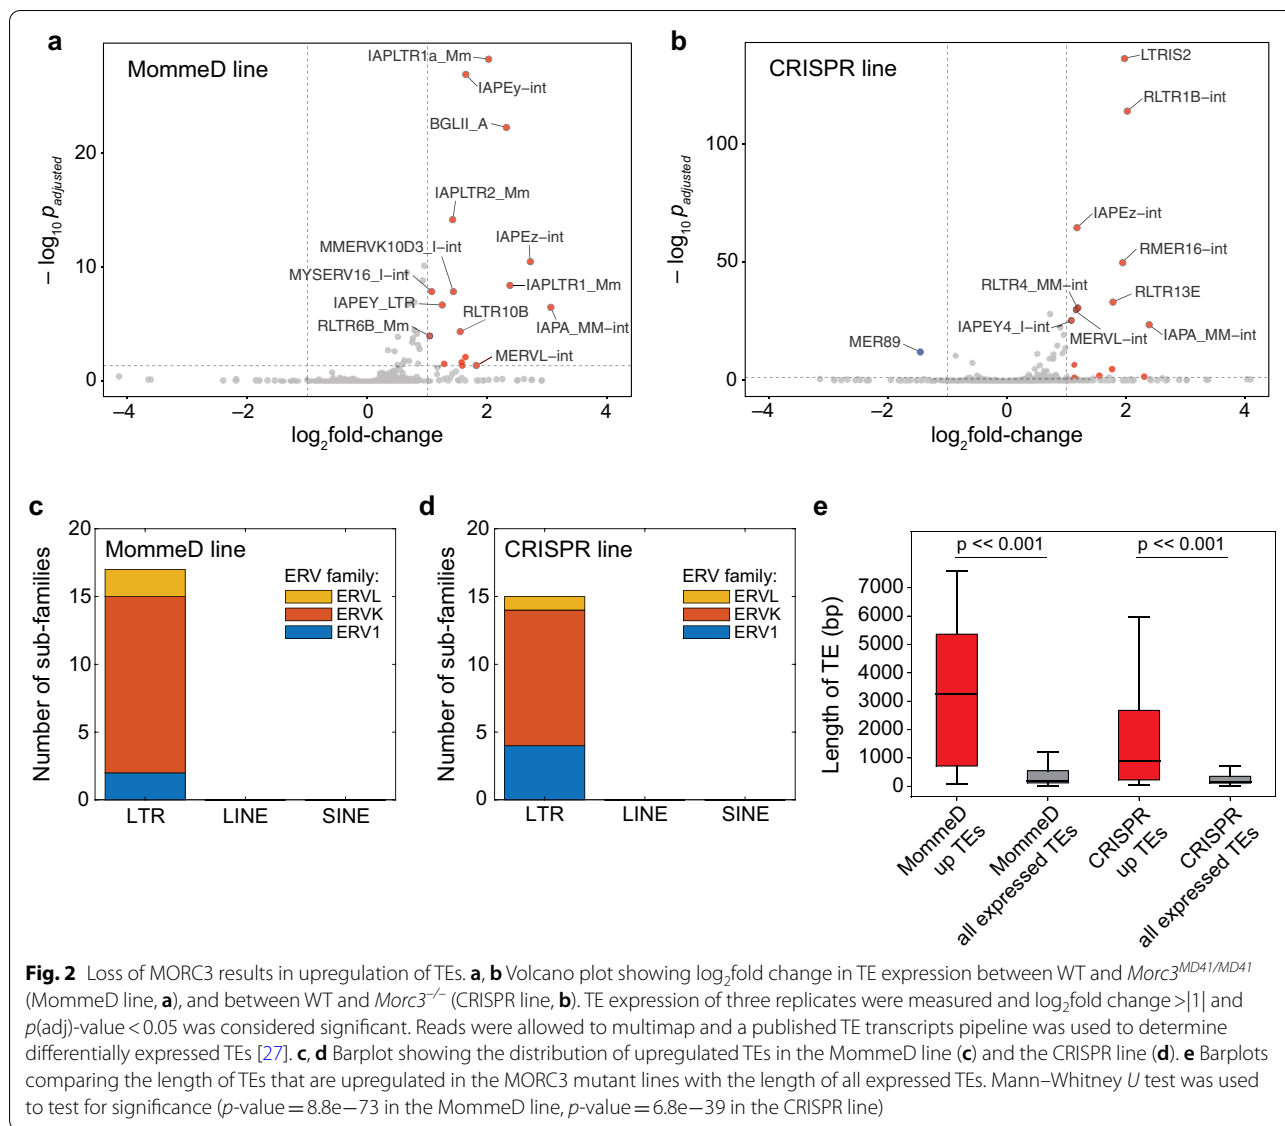 a
MommeD line
IAPLTR1a_Mm
IAPEy−int
BGLII_A
IAPLTR2_Mm
IAPEz−int
MMERVK10D3_I−int
MYSERV16_I−int
IAPLTR1_Mm
IAPEY_LTR
RLTR10B
IAPA_MM−int
RLTR6B_Mm
MERVL−int
20
10
0
− log10 padjusted
−4
−2
0
2
4
log2fold-change
b
CRISPR line
LTRIS2
RLTR1B−int
IAPEz−int
RMER16−int
RLTR4_MM−int
RLTR13E
IAPEY4_I−int
MERVL−int
IAPA_MM−int
MER89
100
50
0
− log10 padjusted
−4
−2
0
2
4
log2fold-change
c
MommeD line
ERV family:
ERVL
ERVK
ERV1
20
15
10
5
0
Number of sub-families
LTR
LINE
SINE
d
CRISPR line
ERV family:
ERVL
ERVK
ERV1
20
15
10
5
0
Number of sub-families
LTR
LINE
SINE
e
p << 0.001
p << 0.001
7000
6000
5000
4000
3000
2000
1000
0
Length of TE (bp)
MommeD
up TEs
MommeD
all expressed TEs
CRISPR
up TEs
CRISPR
all expressed TEs
Fig. 2 Loss of MORC3 results in upregulation of TEs. a, b Volcano plot showing log2fold change in TE expression between WT and Morc3MD41/MD41
(MommeD line, a), and between WT and Morc3−/− (CRISPR line, b). TE expression of three replicates were measured and log2fold change >|1| and
p(adj)-value < 0.05 was considered significant. Reads were allowed to multimap and a published TE transcripts pipeline was used to determine
differentially expressed TEs [27]. c, d Barplot showing the distribution of upregulated TEs in the MommeD line (c) and the CRISPR line (d). e Barplots
comparing the length of TEs that are upregulated in the MORC3 mutant lines with the length of all expressed TEs. Mann–Whitney U test was used
to test for significance (p-value = 8.8e−73 in the MommeD line, p-value = 6.8e−39 in the CRISPR line)